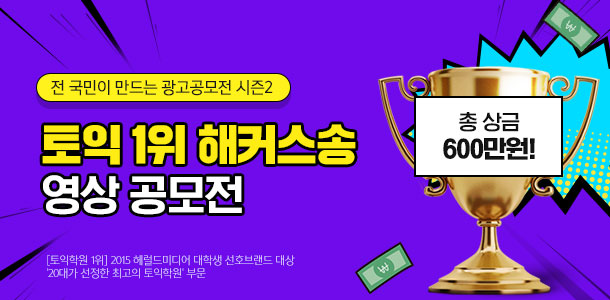 전 국민이 만드는 광고공모전 시즌2
토익 1위 해커스송
영상 공모전
총 상금
600만원!
[토익학원 1위] 2015 헤럴드미디어 대학생 선호브랜드 대상
'20대가 선정한 최고의 토익학원' 부문
₩
₩